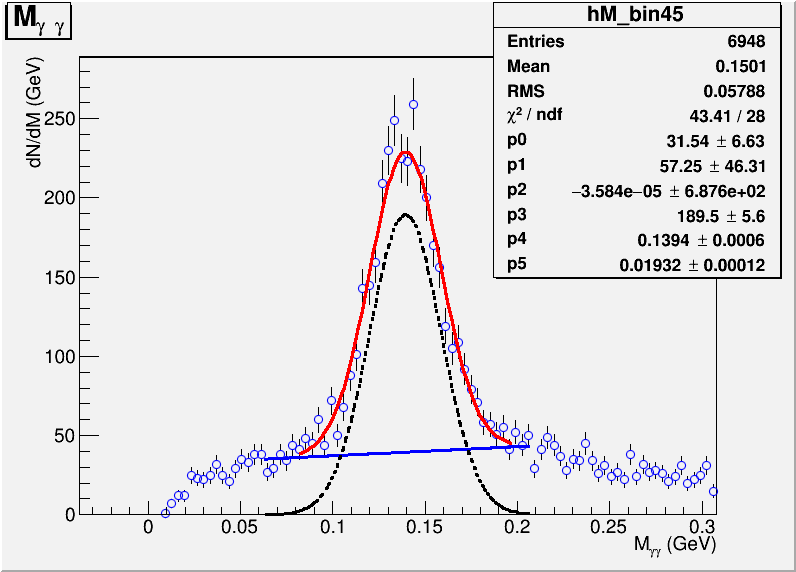 M_γγ
hM_bin45
Entries 6948
Mean 0.1501
RMS 0.05788
χ² / ndf 43.41 / 28
p0 31.54 ± 6.63
p1 57.25 ± 46.31
p2 −3.584e−05 ± 6.876e+02
p3 189.5 ± 5.6
p4 0.1394 ± 0.0006
p5 0.01932 ± 0.00012
dN/dM (GeV)
250
200
150
100
50
0
0 0.05 0.1 0.15 0.2 0.25 0.3
M_γγ (GeV)